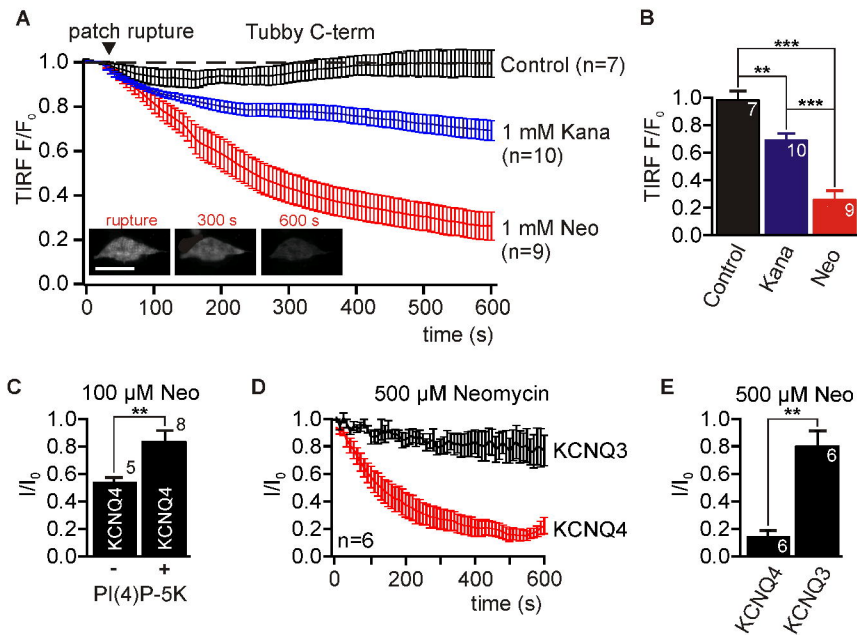 A
patch rupture
Tubby C-term
TIRF F/F0
1.0
0.8
0.6
0.4
0.2
0.0
Control (n=7)
1 mM Kana
(n=10)
1 mM Neo
(n=9)
rupture 300 s 600 s
0 100 200 300 400 500 600
time (s)
B
***
**
***
TIRF F/F0
1.0
0.8
0.6
0.4
0.2
0.0
7
10
9
Control Kana Neo
C
100 µM Neo
**
I/I0
1.0
0.8
0.6
0.4
0.2
0.0
5
8
KCNQ4 KCNQ4
- +
PI(4)P-5K
D
500 µM Neomycin
I/I0
1.0
0.8
0.6
0.4
0.2
0.0
KCNQ3
KCNQ4
n=6
0 200 400 600
time (s)
E
500 µM Neo
**
I/I0
1.0
0.8
0.6
0.4
0.2
0.0
6
6
KCNQ4 KCNQ3